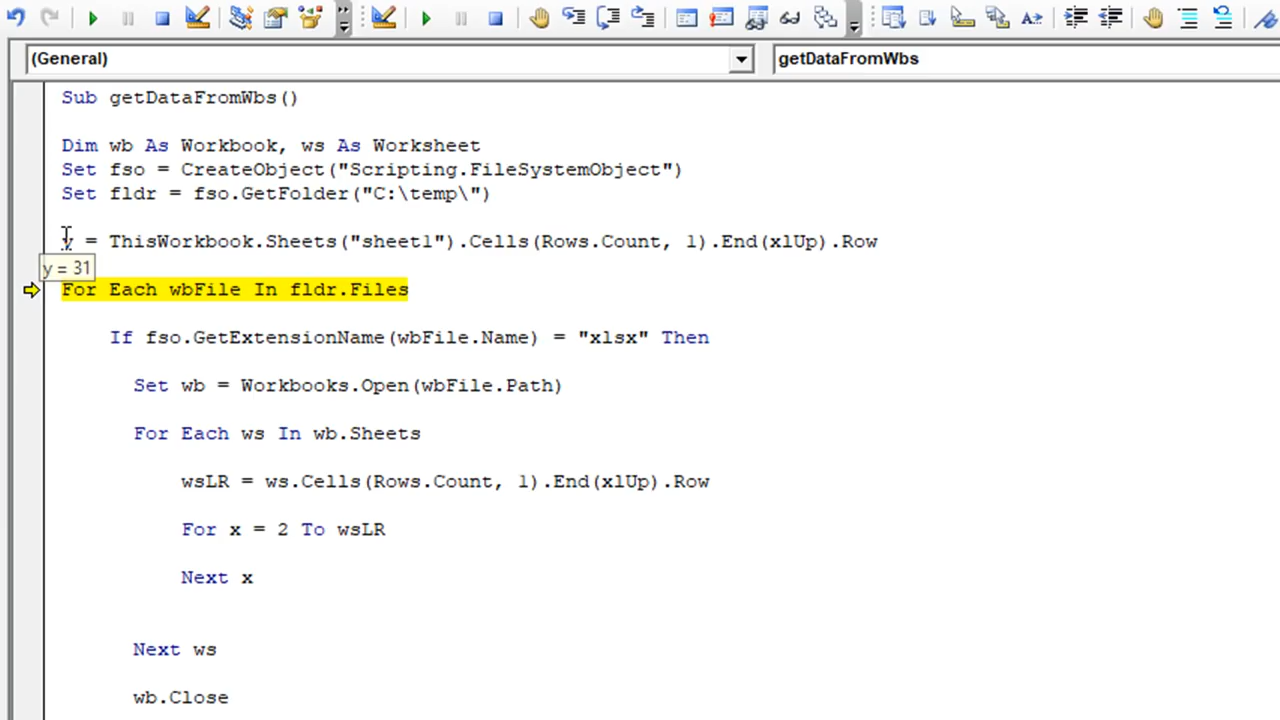 (General)
getDataFromWbs
Sub getDataFromWbs()
Dim wb As Workbook, ws As Worksheet
Set fso = CreateObject("Scripting.FileSystemObject")
Set fldr = fso.GetFolder("C:\temp\")
y = ThisWorkbook.Sheets("sheet1").Cells(Rows.Count, 1).End(xlUp).Row
y = 31
For Each wbFile In fldr.Files
If fso.GetExtensionName(wbFile.Name) = "xlsx" Then
Set wb = Workbooks.Open(wbFile.Path)
For Each ws In wb.Sheets
wsLR = ws.Cells(Rows.Count, 1).End(xlUp).Row
For x = 2 To wsLR
Next x
Next ws
wb.Close